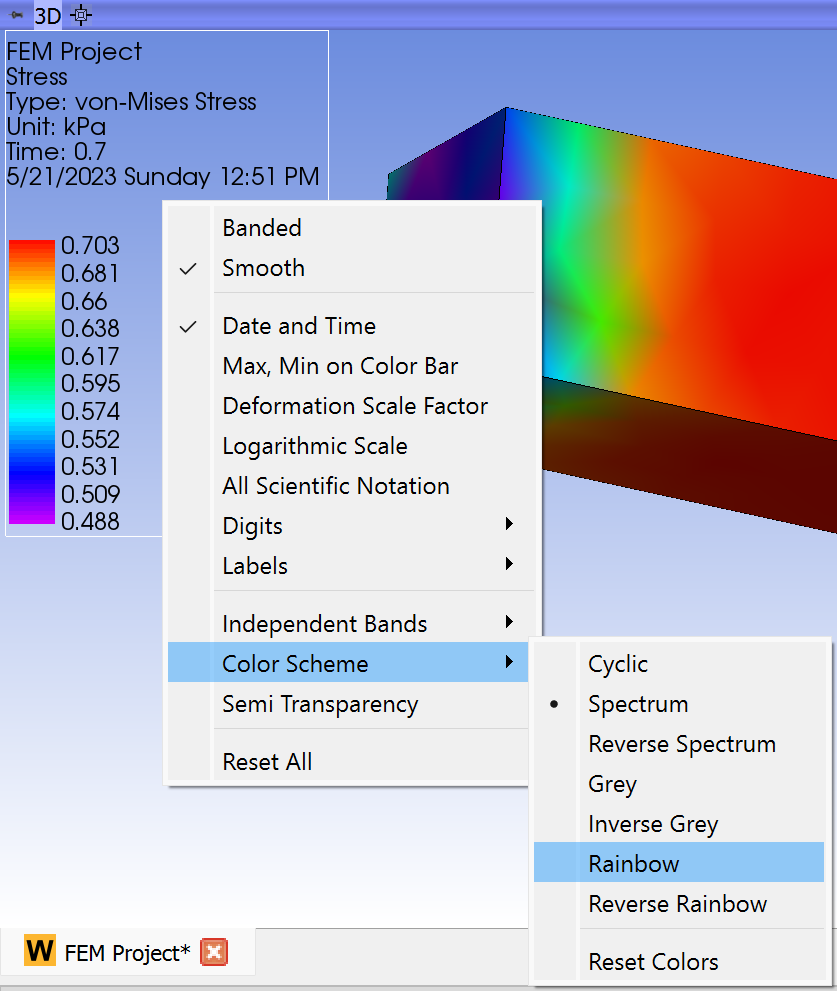 3D
FEM Project
Stress
Type: von-Mises Stress
Unit: kPa
Time: 0.7
5/21/2023 Sunday 12:51 PM
0.703
0.681
0.66
0.638
0.617
0.595
0.574
0.552
0.531
0.509
0.488
Banded
Smooth
Date and Time
Max, Min on Color Bar
Deformation Scale Factor
Logarithmic Scale
All Scientific Notation
Digits
Labels
Independent Bands
Color Scheme
Semi Transparency
Reset All
Cyclic
Spectrum
Reverse Spectrum
Grey
Inverse Grey
Rainbow
Reverse Rainbow
Reset Colors
W FEM Project*